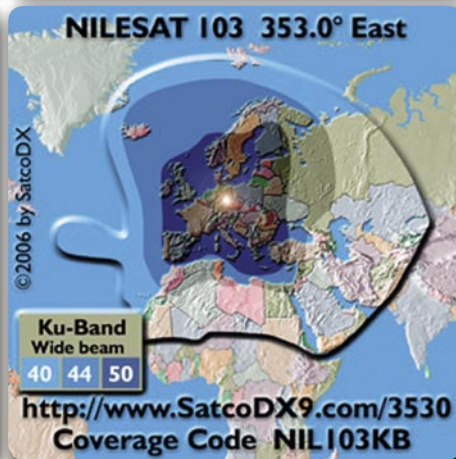 NILESAT 103 353.0° East
©2006 by SatcoDX
Ku-Band
Wide beam
40 44 50
http://www.SatcoDX9.com/3530
Coverage Code NIL103KB